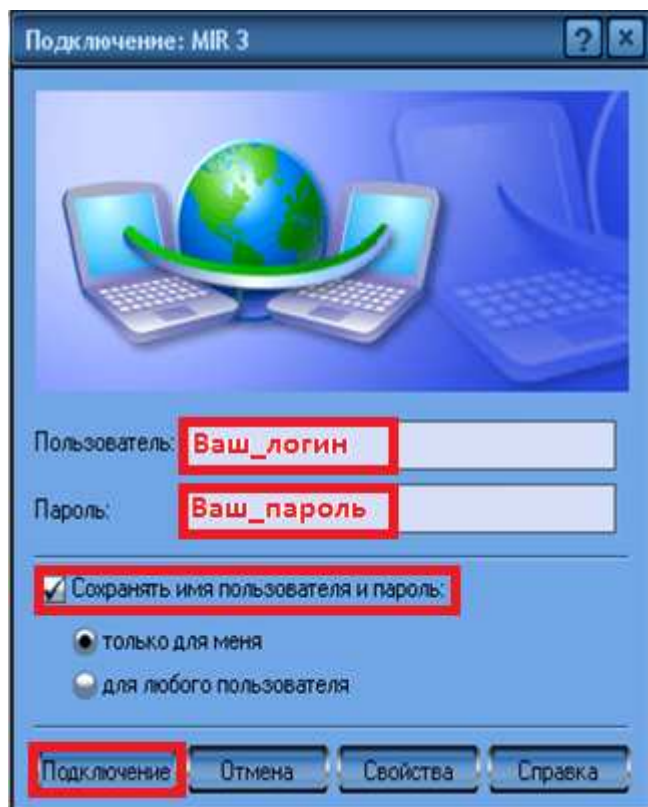 Подключение: MIR 3
Пользователь: Ваш_логин
Пароль: Ваш_пароль
Сохранять имя пользователя и пароль:
только для меня
для любого пользователя
Подключение Отмена Свойства Справка